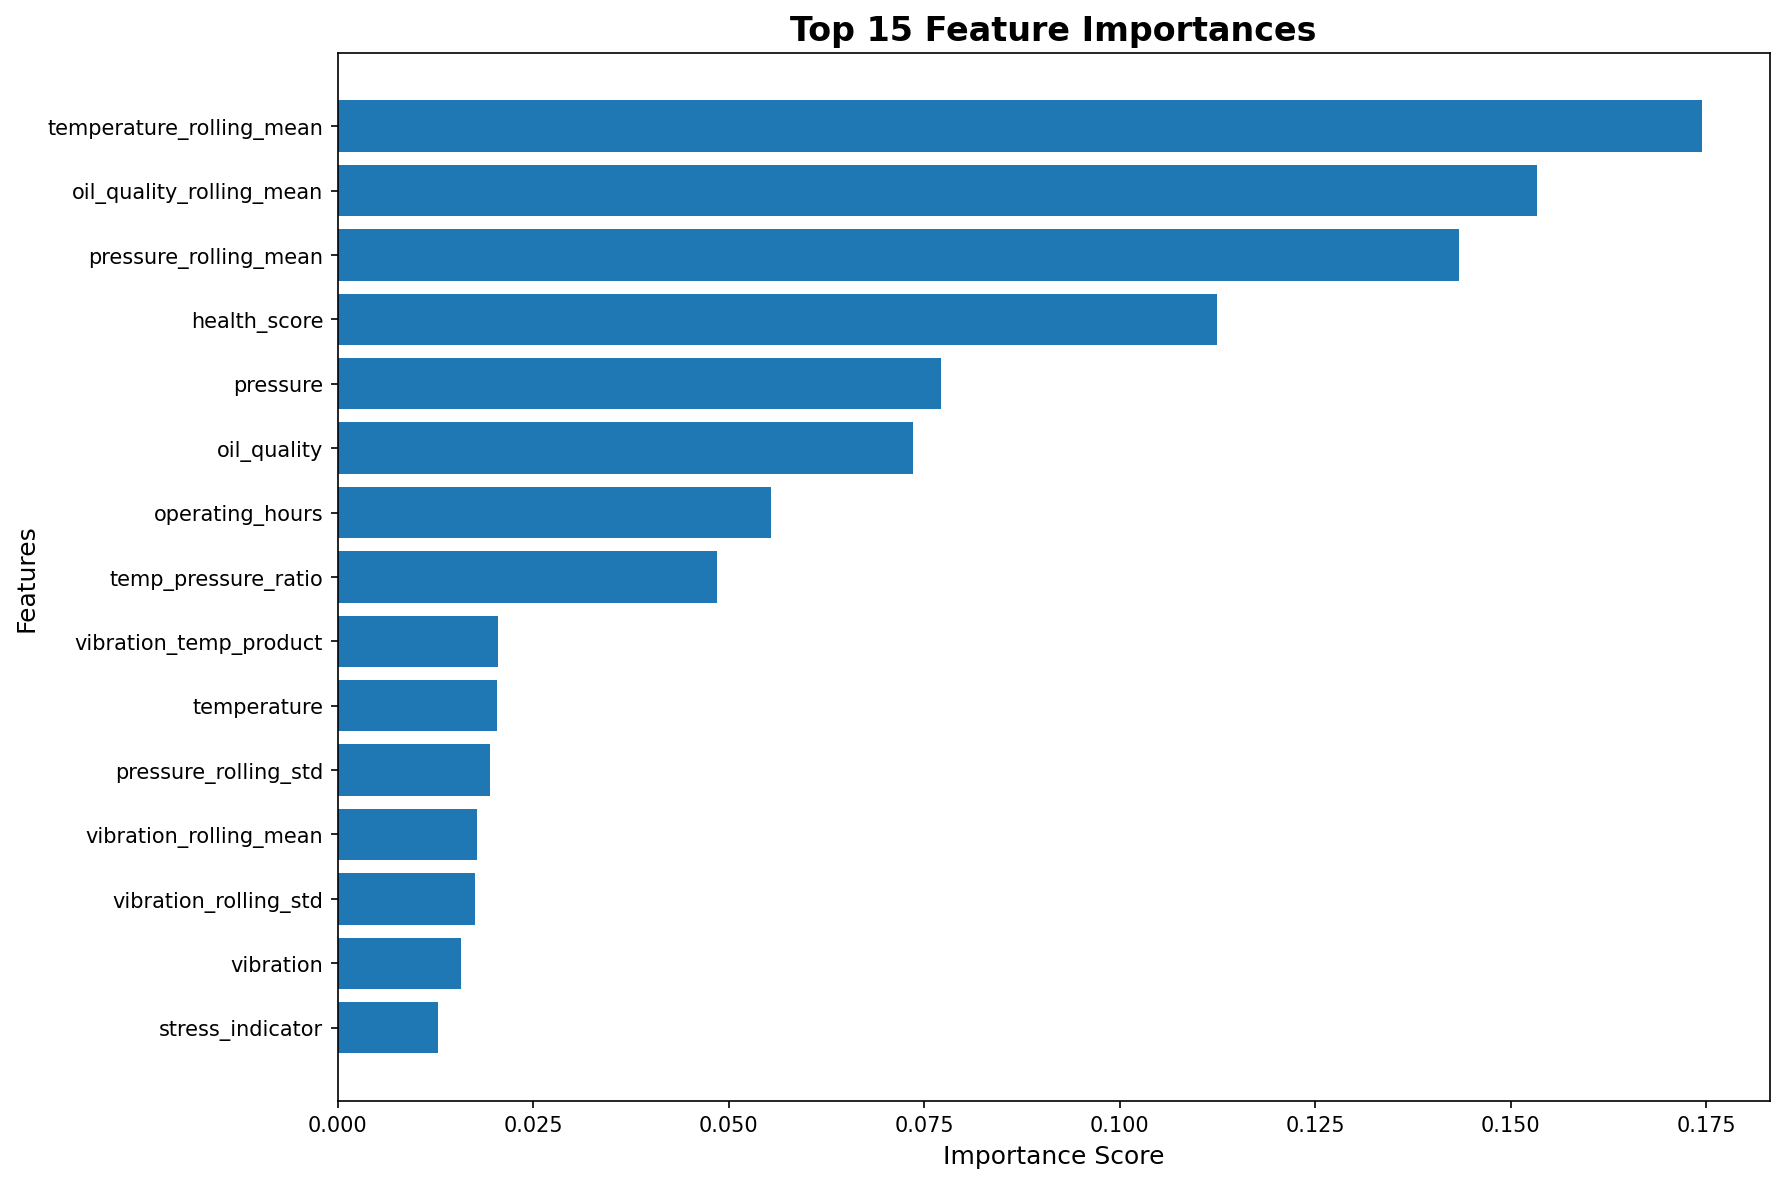 Top 15 Feature Importances
temperature_rolling_mean
oil_quality_rolling_mean
pressure_rolling_mean
health_score
pressure
oil_quality
operating_hours
temp_pressure_ratio
vibration_temp_product
temperature
pressure_rolling_std
vibration_rolling_mean
vibration_rolling_std
vibration
stress_indicator
Features
0.000 0.025 0.050 0.075 0.100 0.125 0.150 0.175
Importance Score